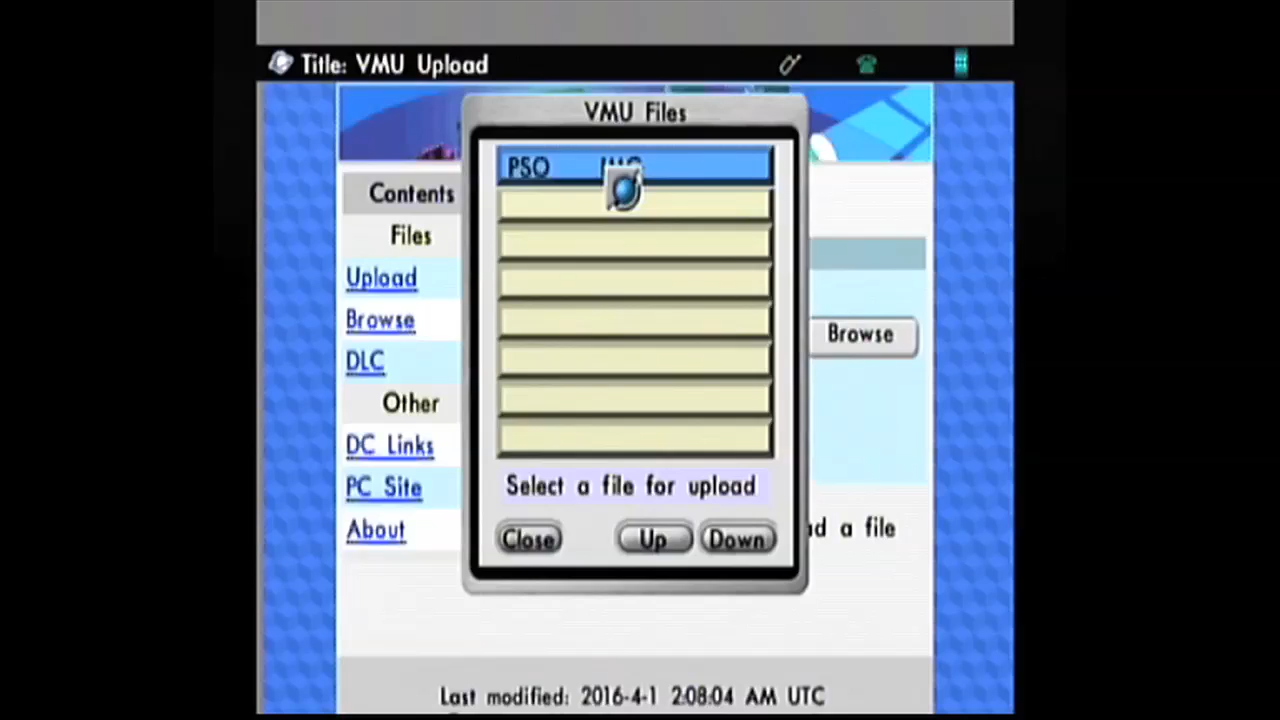 Title: VMU Upload
VMU Files
PSO
Contents
Files
Upload
Browse
DLC
Other
DC Links
PC Site
About
Browse
Select a file for upload
Close Up Down
a file
Last modified: 2016-4-1 2:08:04 AM UTC